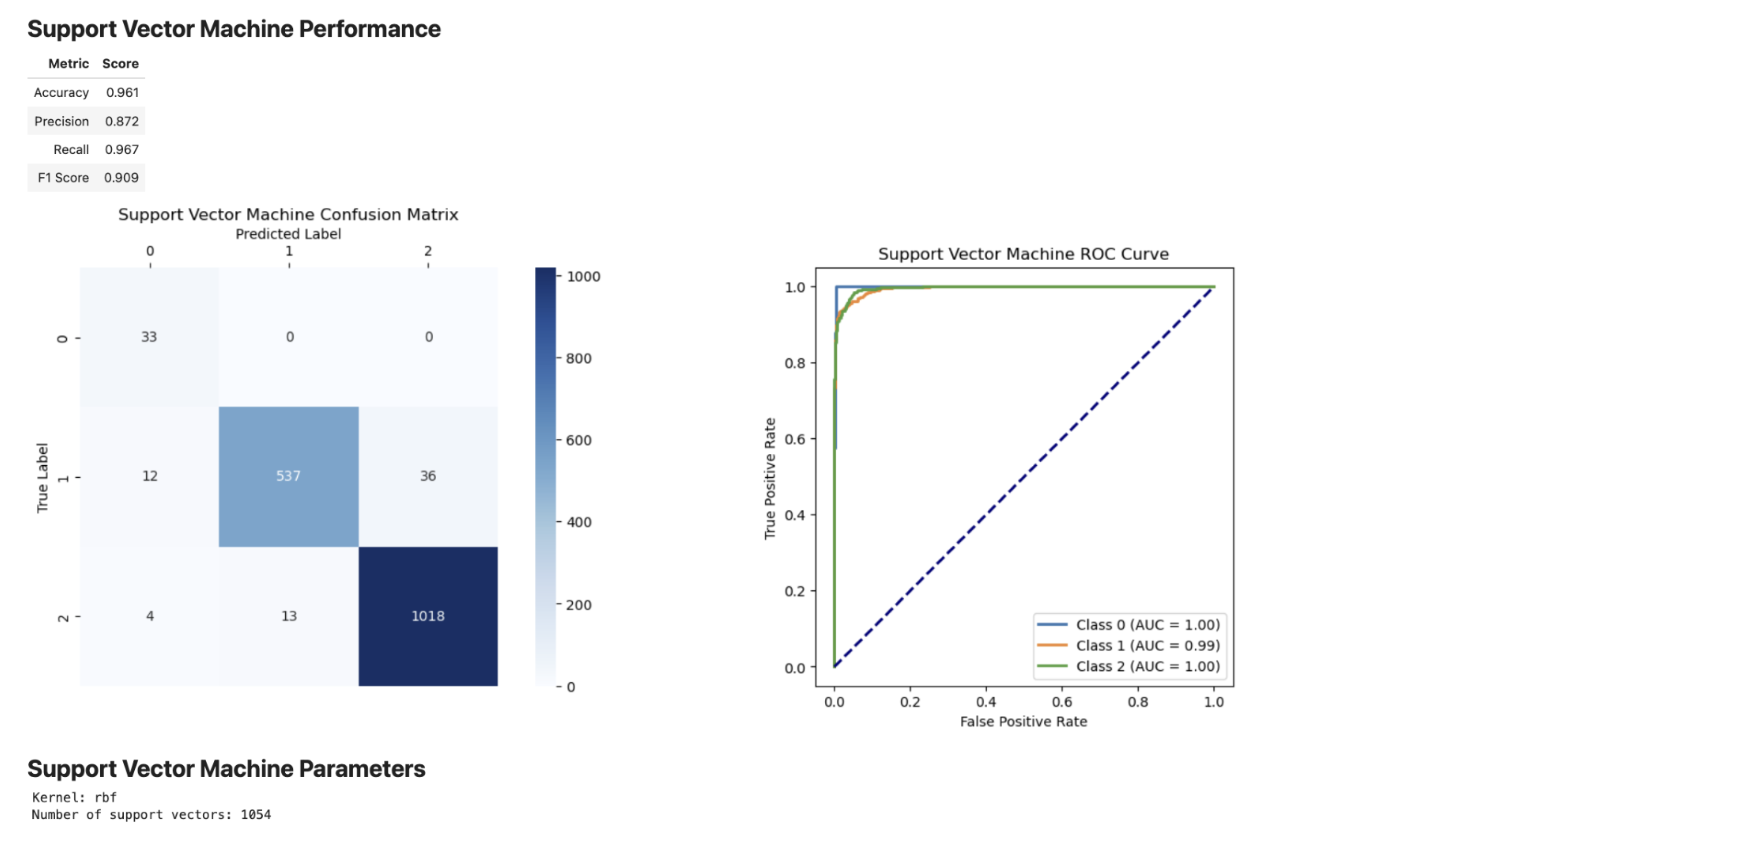 Support Vector Machine Performance
Metric Score
Accuracy 0.961
Precision 0.872
Recall 0.967
F1 Score 0.909
Support Vector Machine Confusion Matrix
Predicted Label
0 1 2
True Label
0 33 0 0
1 12 537 36
2 4 13 1018
1000
800
600
400
200
0
Support Vector Machine ROC Curve
True Positive Rate
1.0
0.8
0.6
0.4
0.2
0.0
Class 0 (AUC = 1.00)
Class 1 (AUC = 0.99)
Class 2 (AUC = 1.00)
0.0 0.2 0.4 0.6 0.8 1.0
False Positive Rate
Support Vector Machine Parameters
Kernel: rbf
Number of support vectors: 1054